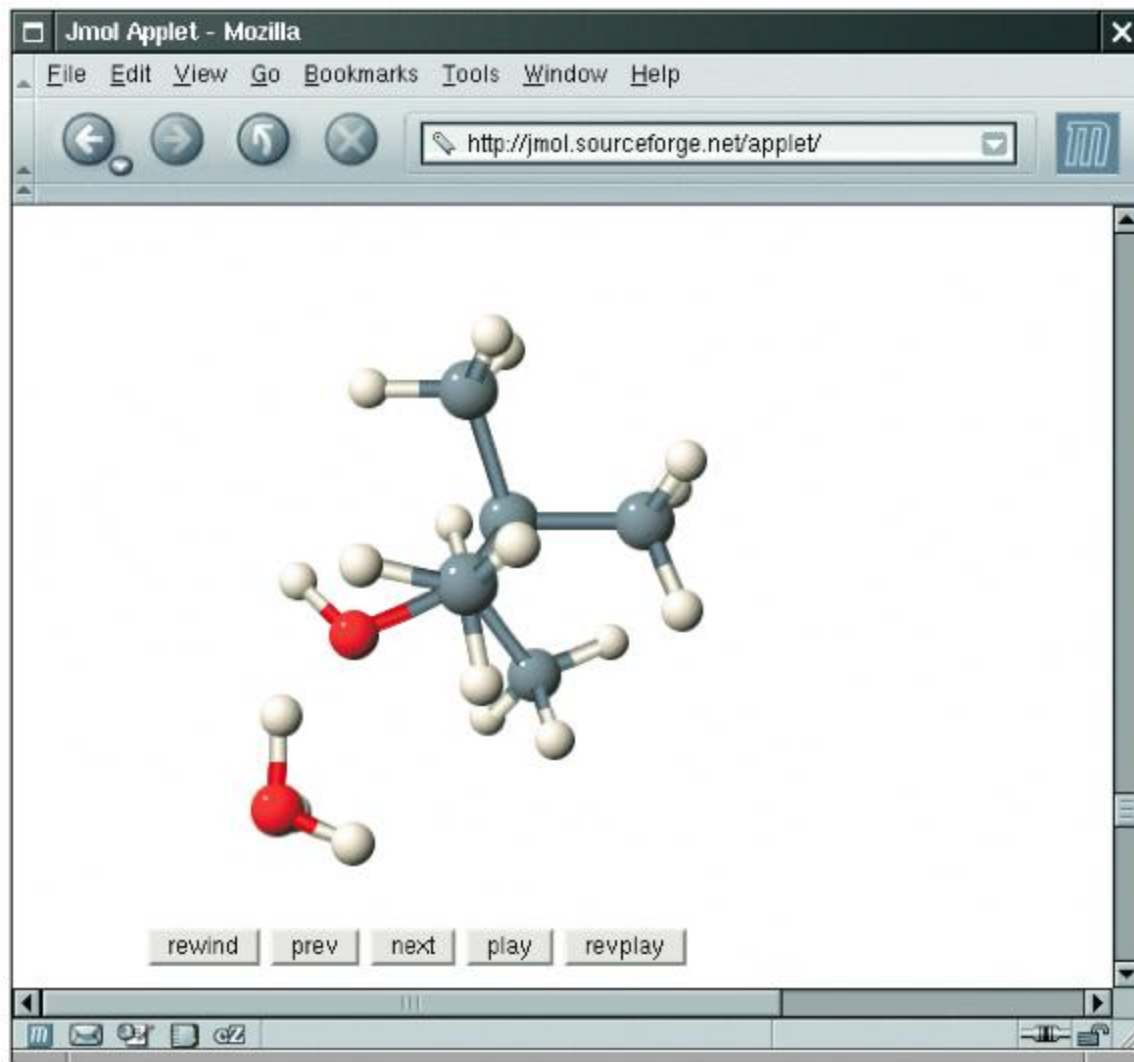 Jmol Applet - Mozilla
File Edit View Go Bookmarks Tools Window Help
http://jmol.sourceforge.net/applet/
rewind prev next play revplay